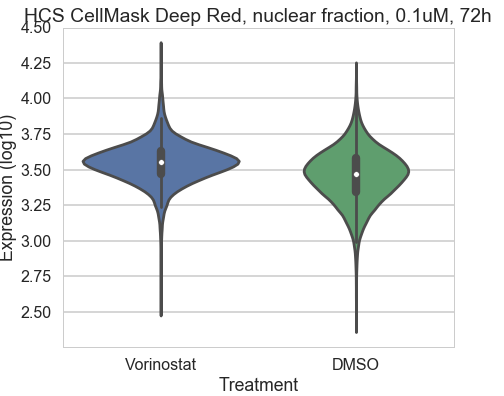 HCS CellMask Deep Red, nuclear fraction, 0.1uM, 72h
4.50
4.25
4.00
3.75
3.50
3.25
3.00
2.75
2.50
Expression (log10)
Vorinostat DMSO
Treatment